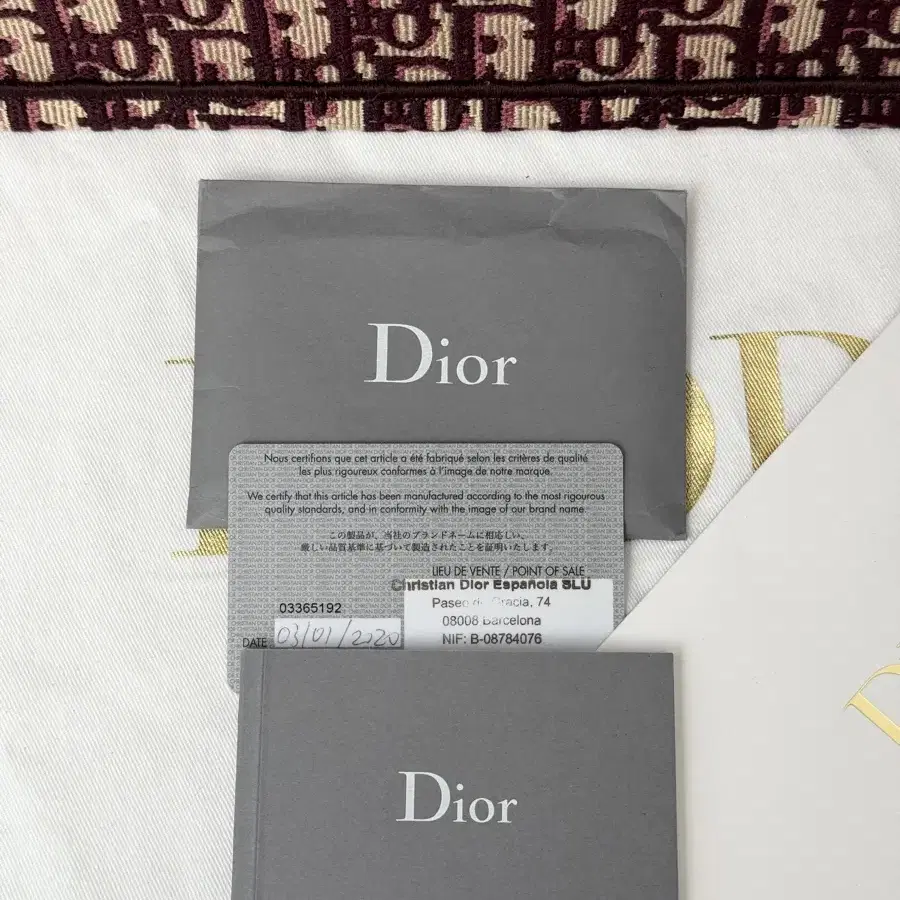 Dior
Nous certifions que cet article a été fabriqué selon les critères de qualité
les plus rigoureux conformes à l'image de notre marque.
We certify that this article has been manufactured according to the most rigourous
quality standards, and in conformity with the image of our brand name
この製品が、当社のブランドネームに相応しい、
厳しい品質基準に基づいて製造されたことを証明いたします。
LIEU DE VENTE / POINT OF SALE
Christian Dior Española SLU
Paseo de Gracia, 74
03365192
08008 Barcelona
DATE 03/01/2020
NIF: B-08784076
Dior